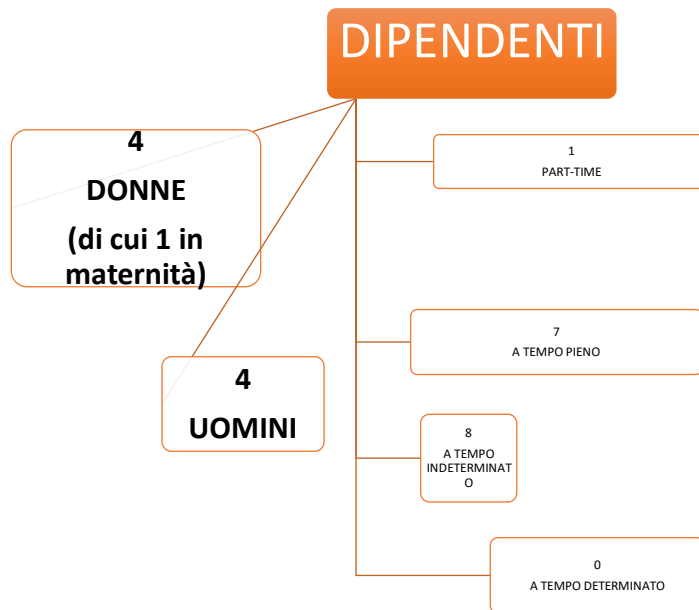 DIPENDENTI
4
DONNE
(di cui 1 in
maternità)
4
UOMINI
1
PART-TIME
7
A TEMPO PIENO
8
A TEMPO
INDETERMINAT
O
0
A TEMPO DETERMINATO